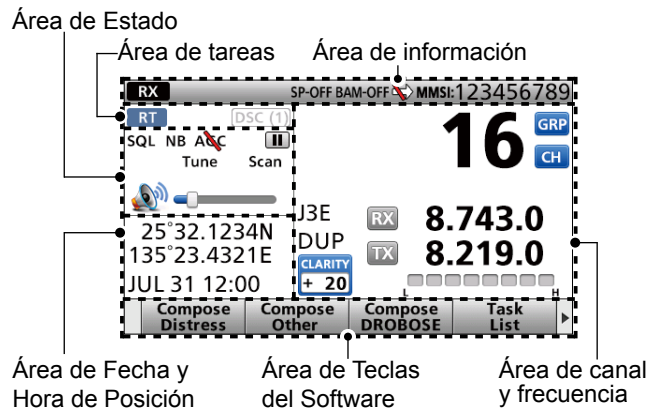 Área de Estado
Área de tareas
Área de información
RX
SP-OFF BAM-OFF MMSI:123456789
RT
DSC (1)
SQL NB AGC
Tune Scan
16
GRP
CH
J3E
RX
8.743.0
DUP
TX
8.219.0
CLARITY
+ 20
L
H
25°32.1234N
135°23.4321E
JUL 31 12:00
Compose Distress
Compose Other
Compose DROBOSE
Task List
Área de Fecha y
Hora de Posición
Área de Teclas
del Software
Área de canal
y frecuencia